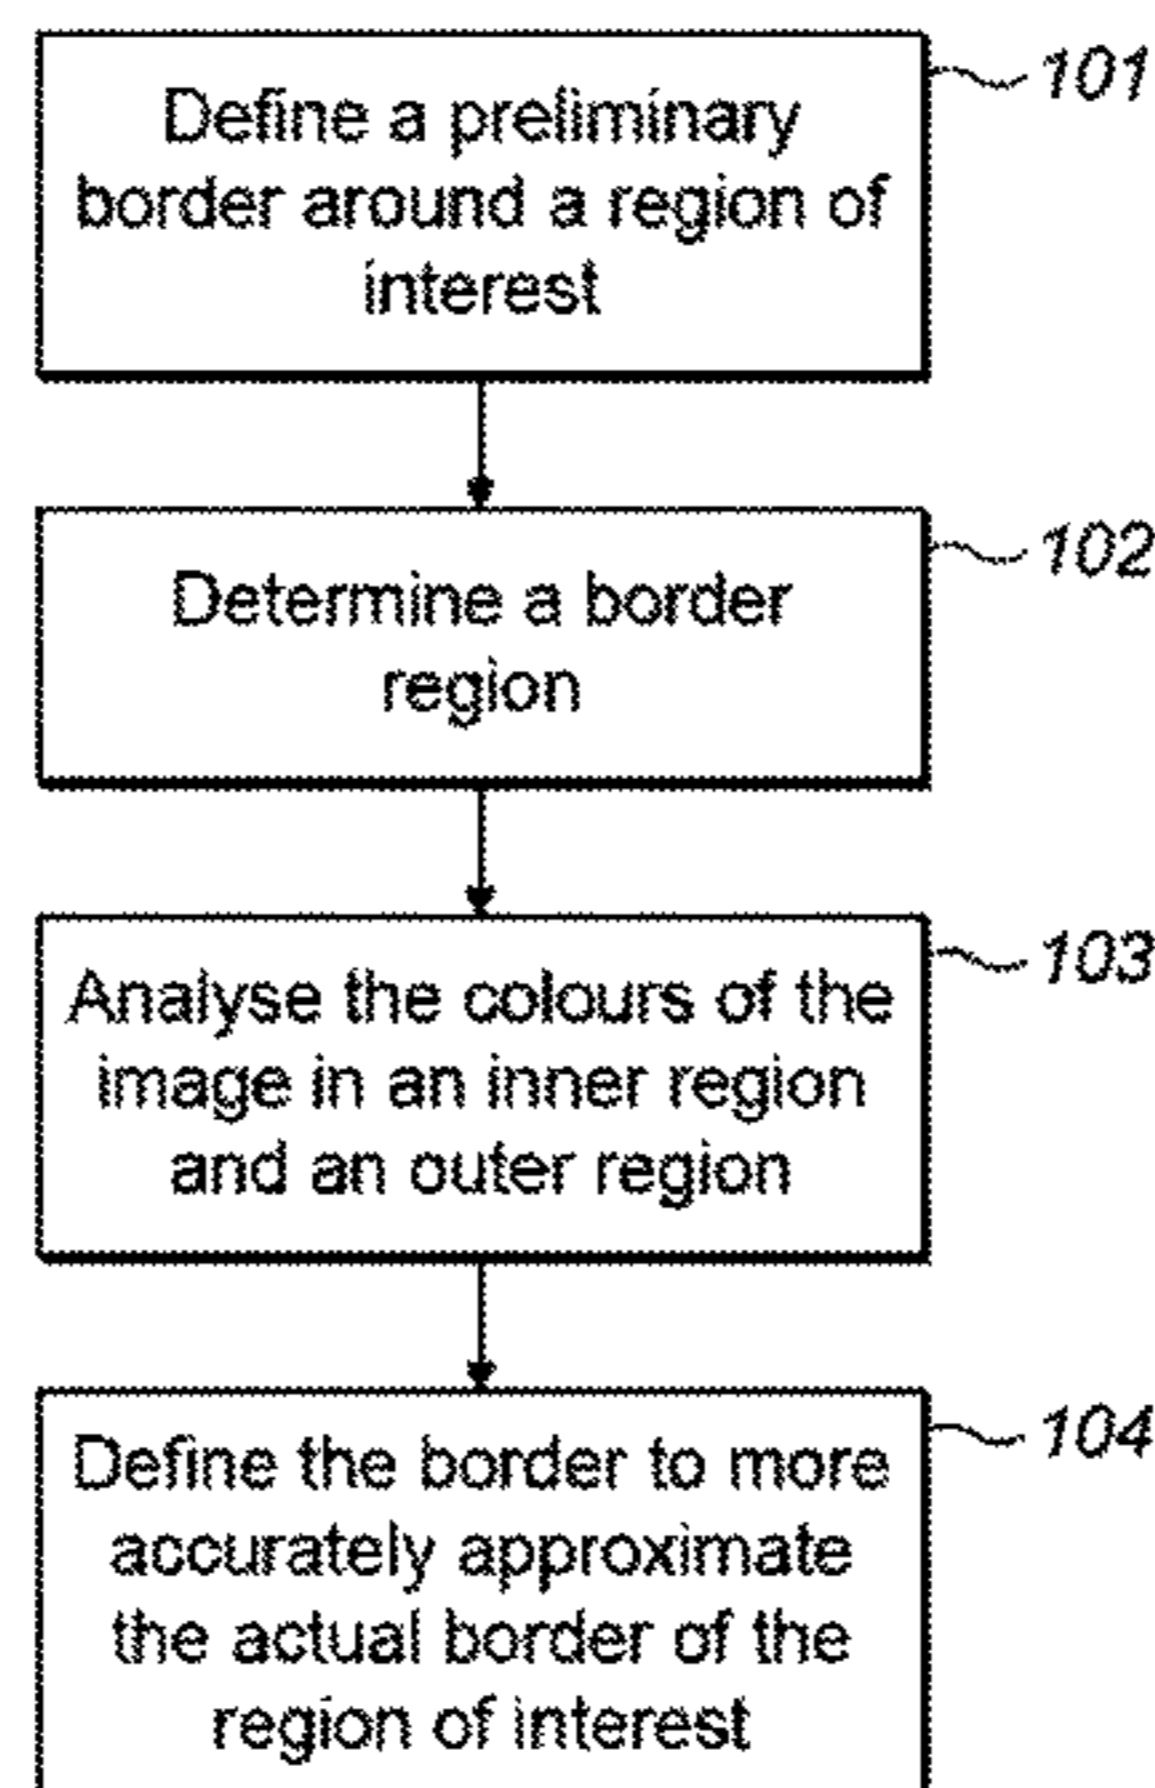 Define a preliminary
border around a region of
interest
101
Determine a border
region
102
Analyse the colours of the
image in an inner region
and an outer region
103
Define the border to more
accurately approximate
the actual border of the
region of interest
104